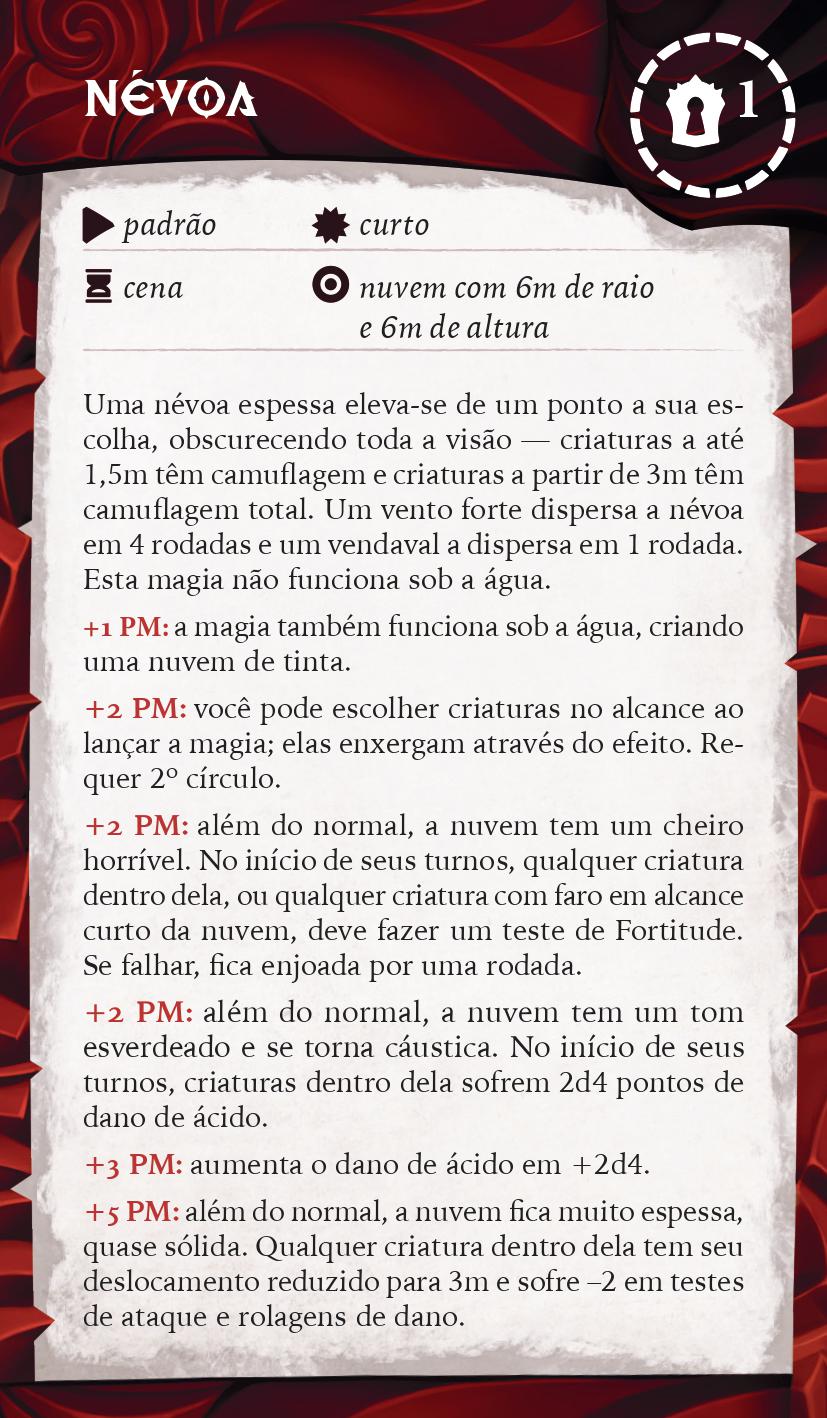 NÉVOA
1
padrão curto
cena nuvem com 6m de raio
e 6m de altura
Uma névoa espessa eleva-se de um ponto a sua es-
colha, obscurecendo toda a visão — criaturas a até
1,5m têm camuflagem e criaturas a partir de 3m têm
camuflagem total. Um vento forte dispersa a névoa
em 4 rodadas e um vendaval a dispersa em 1 rodada.
Esta magia não funciona sob a água.
+1 PM: a magia também funciona sob a água, criando
uma nuvem de tinta.
+2 PM: você pode escolher criaturas no alcance ao
lançar a magia; elas enxergam através do efeito. Re-
quer 2º círculo.
+2 PM: além do normal, a nuvem tem um cheiro
horrível. No início de seus turnos, qualquer criatura
dentro dela, ou qualquer criatura com faro em alcance
curto da nuvem, deve fazer um teste de Fortitude.
Se falhar, fica enjoada por uma rodada.
+2 PM: além do normal, a nuvem tem um tom
esverdeado e se torna cáustica. No início de seus
turnos, criaturas dentro dela sofrem 2d4 pontos de
dano de ácido.
+3 PM: aumenta o dano de ácido em +2d4.
+5 PM: além do normal, a nuvem fica muito espessa,
quase sólida. Qualquer criatura dentro dela tem seu
deslocamento reduzido para 3m e sofre –2 em testes
de ataque e rolagens de dano.